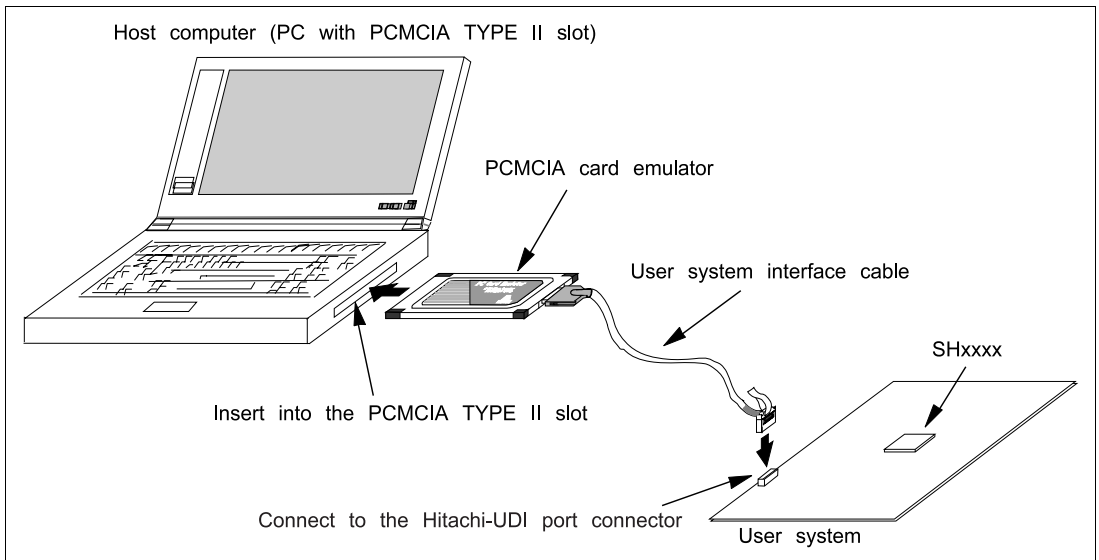 Host computer (PC with PCMCIA TYPE II slot)
PCMCIA card emulator
User system interface cable
SHxxxx
Insert into the PCMCIA TYPE II slot
Connect to the Hitachi-UDI port connector
User system